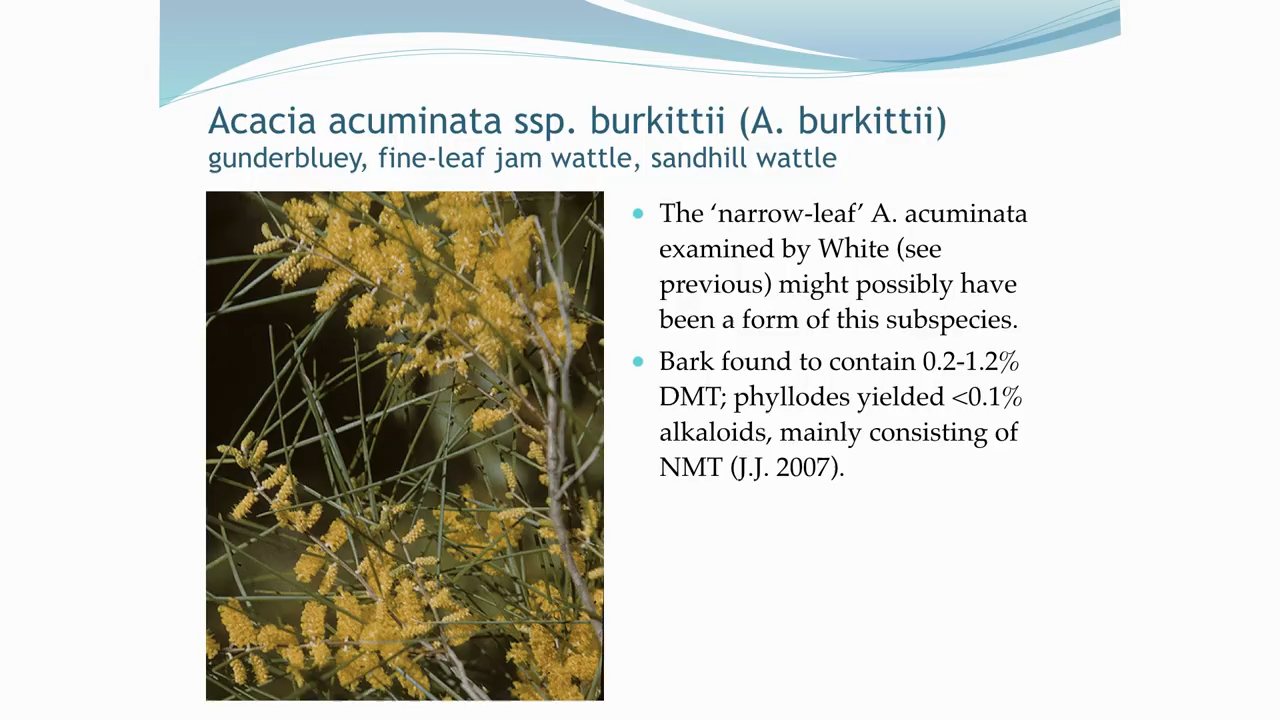 Acacia acuminata ssp. burkittii (A. burkittii)
gunderbluey, fine-leaf jam wattle, sandhill wattle
• The ‘narrow-leaf’ A. acuminata
examined by White (see
previous) might possibly have
been a form of this subspecies.
• Bark found to contain 0.2-1.2%
DMT; phyllodes yielded <0.1%
alkaloids, mainly consisting of
NMT (J.J. 2007).